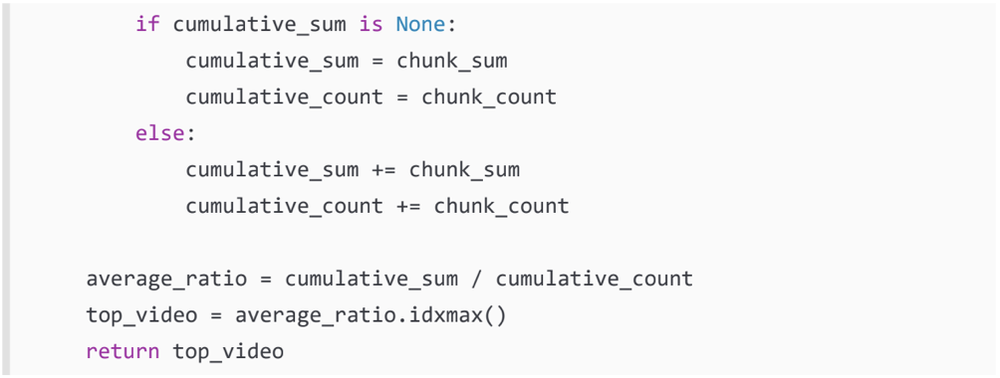 if cumulative_sum is None:
cumulative_sum = chunk_sum
cumulative_count = chunk_count
else:
cumulative_sum += chunk_sum
cumulative_count += chunk_count
average_ratio = cumulative_sum / cumulative_count
top_video = average_ratio.idxmax()
return top_video